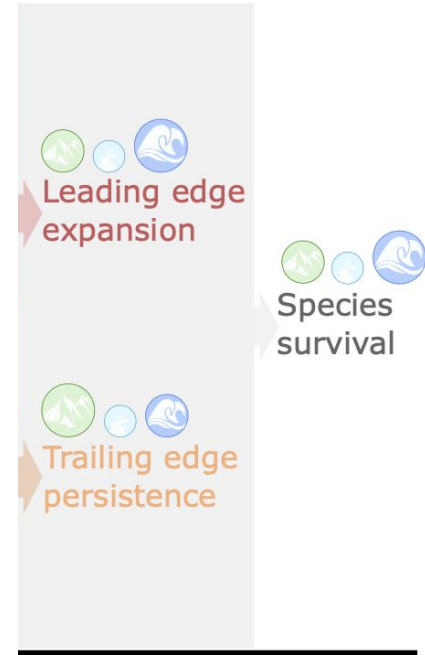 Leading edge
expansion
Species
survival
Trailing edge
persistence